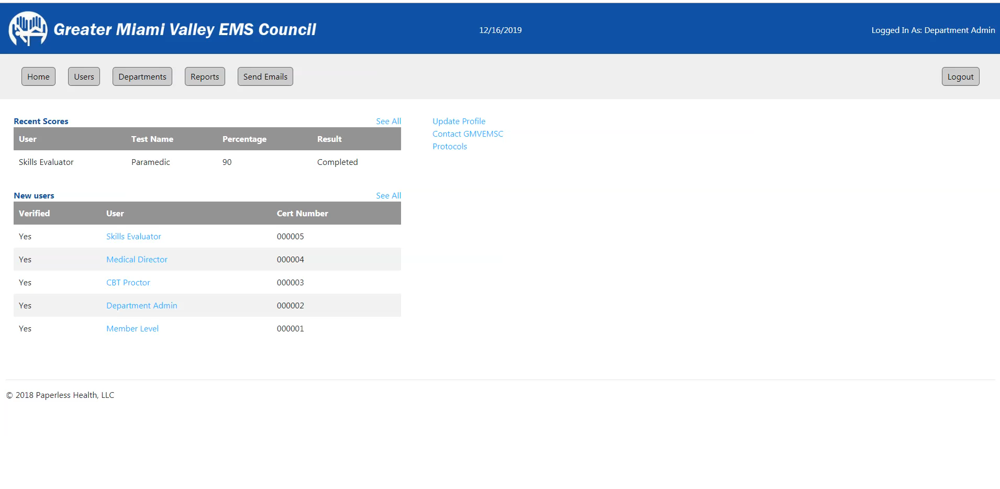 Greater Miami Valley EMS Council 12/16/2019 Logged In As: Department Admin
Home Users Departments Reports Send Emails Logout
Recent Scores See All
User Test Name Percentage Result
Skills Evaluator Paramedic 90 Completed
New users See All
Verified User Cert Number
Yes Skills Evaluator 000005
Yes Medical Director 000004
Yes CBT Proctor 000003
Yes Department Admin 000002
Yes Member Level 000001
Update Profile
Contact GMVEMSC
Protocols
© 2018 Paperless Health, LLC